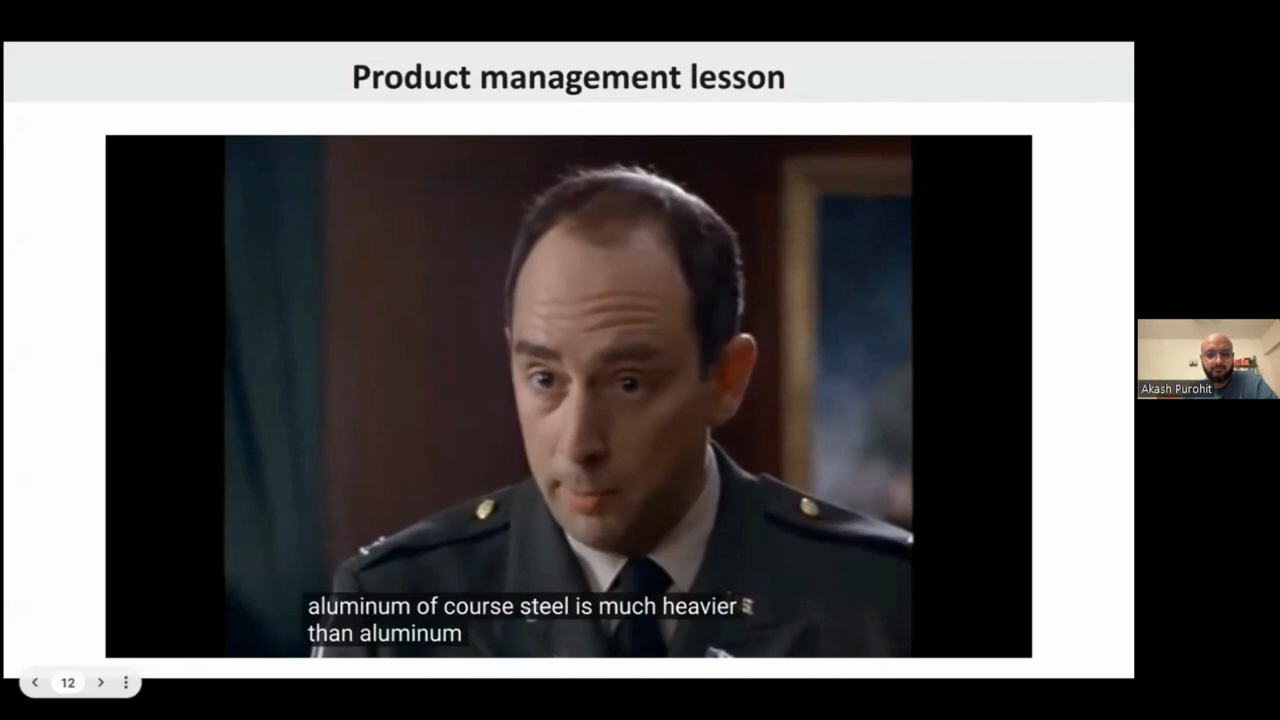 Product management lesson
aluminum of course steel is much heavier
than aluminum
Akash Purohit
12